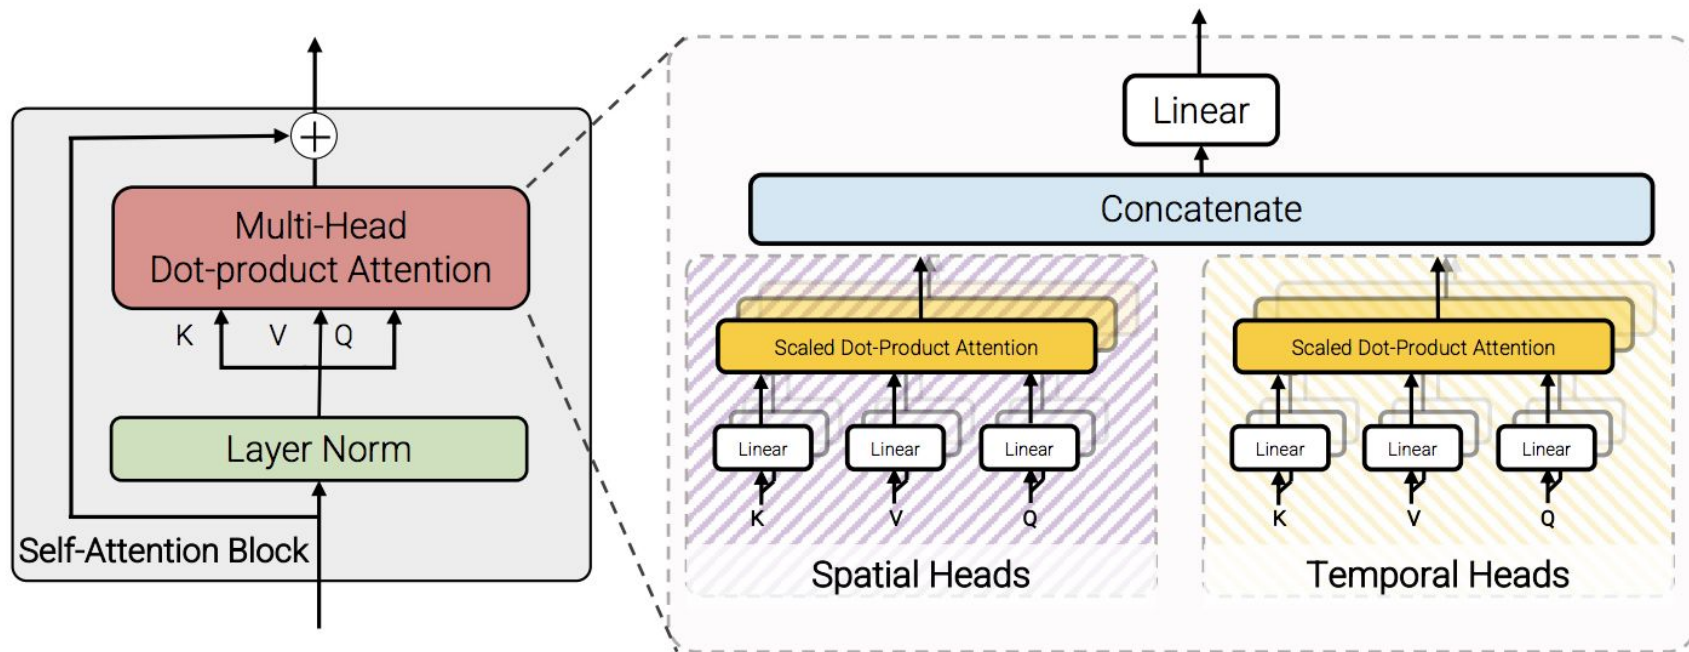 Multi-Head
Dot-product Attention
K V Q
Layer Norm
Self-Attention Block
Linear
Concatenate
Scaled Dot-Product Attention
Linear Linear Linear
K V Q
Spatial Heads
Scaled Dot-Product Attention
Linear Linear Linear
K V Q
Temporal Heads